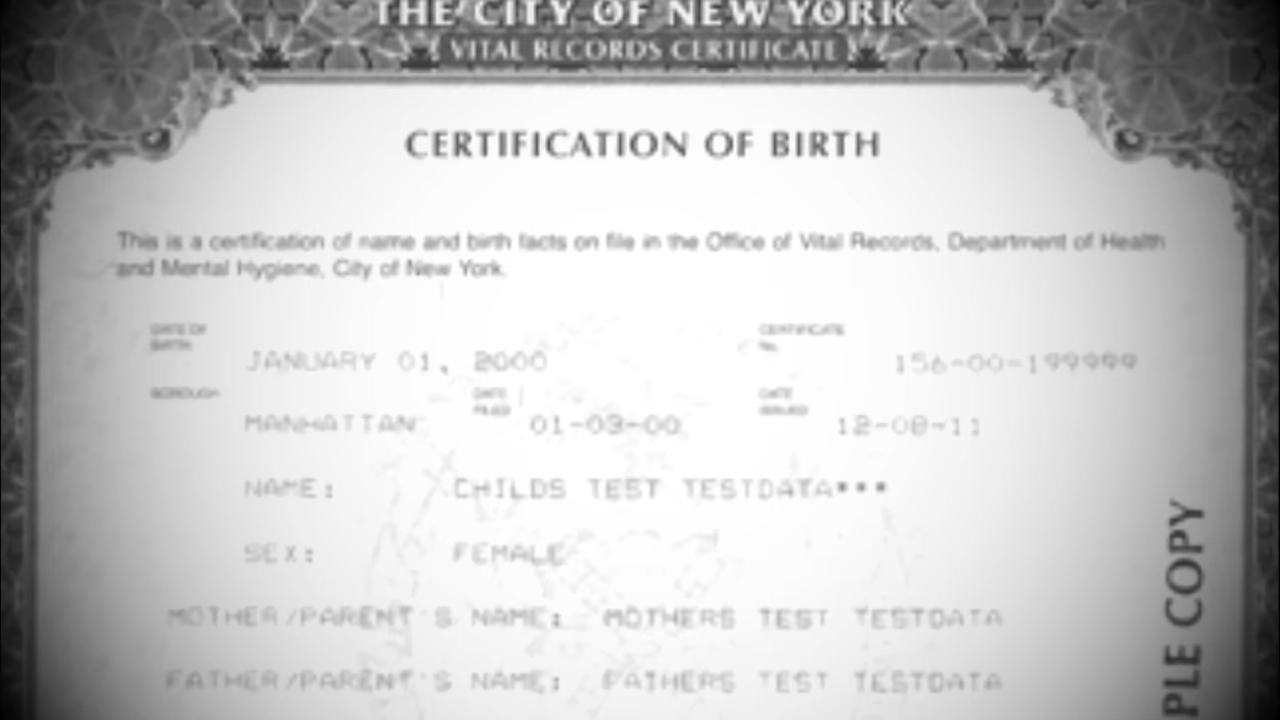 THE CITY OF NEW YORK
VITAL RECORDS CERTIFICATE
CERTIFICATION OF BIRTH
This is a certification of name and birth facts on file in the Office of Vital Records, Department of Health
and Mental Hygiene, City of New York.
DATE OF
BIRTH
JANUARY 01, 2000
CERTIFICATE
No.
156-00-199999
BOROUGH
MANHATTAN
DATE
FILED
01-03-00
DATE
ISSUED
12-08-11
NAME: CHILDS TEST TESTDATA***
SEX: FEMALE
MOTHER/PARENT'S NAME: MOTHERS TEST TESTDATA
FATHER/PARENT'S NAME: FATHERS TEST TESTDATA
PLE COPY